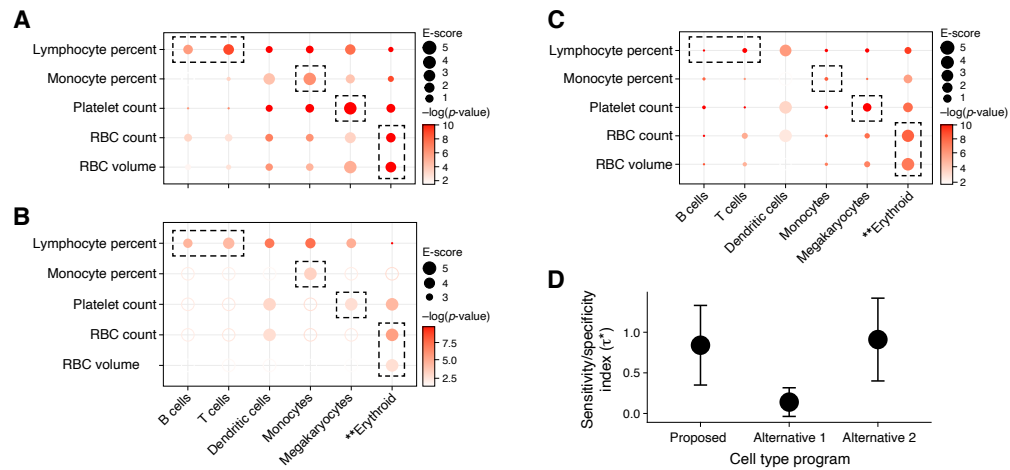 A
Lymphocyte percent
Monocyte percent
Platelet count
RBC count
RBC volume
E-score
5
4
3
2
1
–log(p-value)
10
8
6
4
2
B
Lymphocyte percent
Monocyte percent
Platelet count
RBC count
RBC volume
B cells
T cells
Dendritic cells
Monocytes
Megakaryocytes
**Erythroid
E-score
5
4
3
–log(p-value)
7.5
5.0
2.5
C
Lymphocyte percent
Monocyte percent
Platelet count
RBC count
RBC volume
B cells
T cells
Dendritic cells
Monocytes
Megakaryocytes
**Erythroid
E-score
5
4
3
2
1
–log(p-value)
10
8
6
4
2
D
Sensitivity/specificity
index (τ*)
1.0
0.5
0.0
Proposed
Alternative 1
Alternative 2
Cell type program